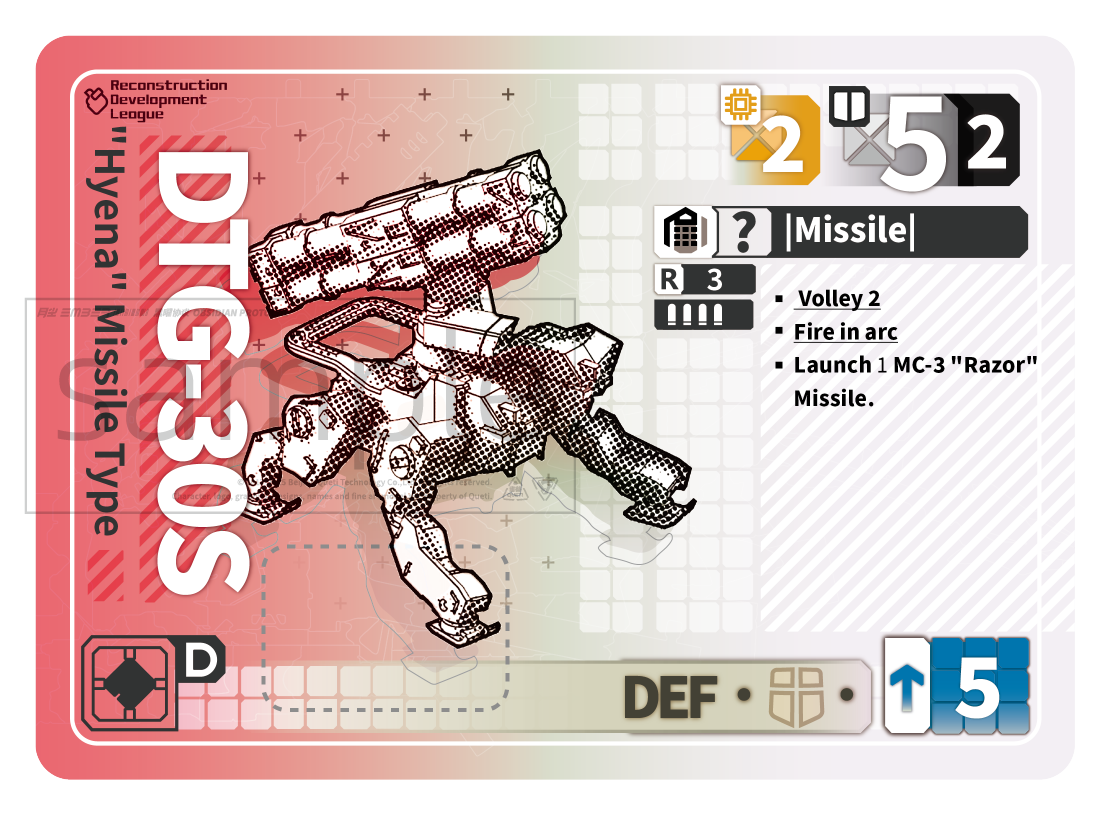 Reconstruction
Development
League
"Hyena" Missile Type
DTG-30S
2
5
2
?
|Missile|
R 3
▪ Volley 2
▪ Fire in arc
▪ Launch 1 MC-3 "Razor"
Missile.
sample
D
DEF • •
5